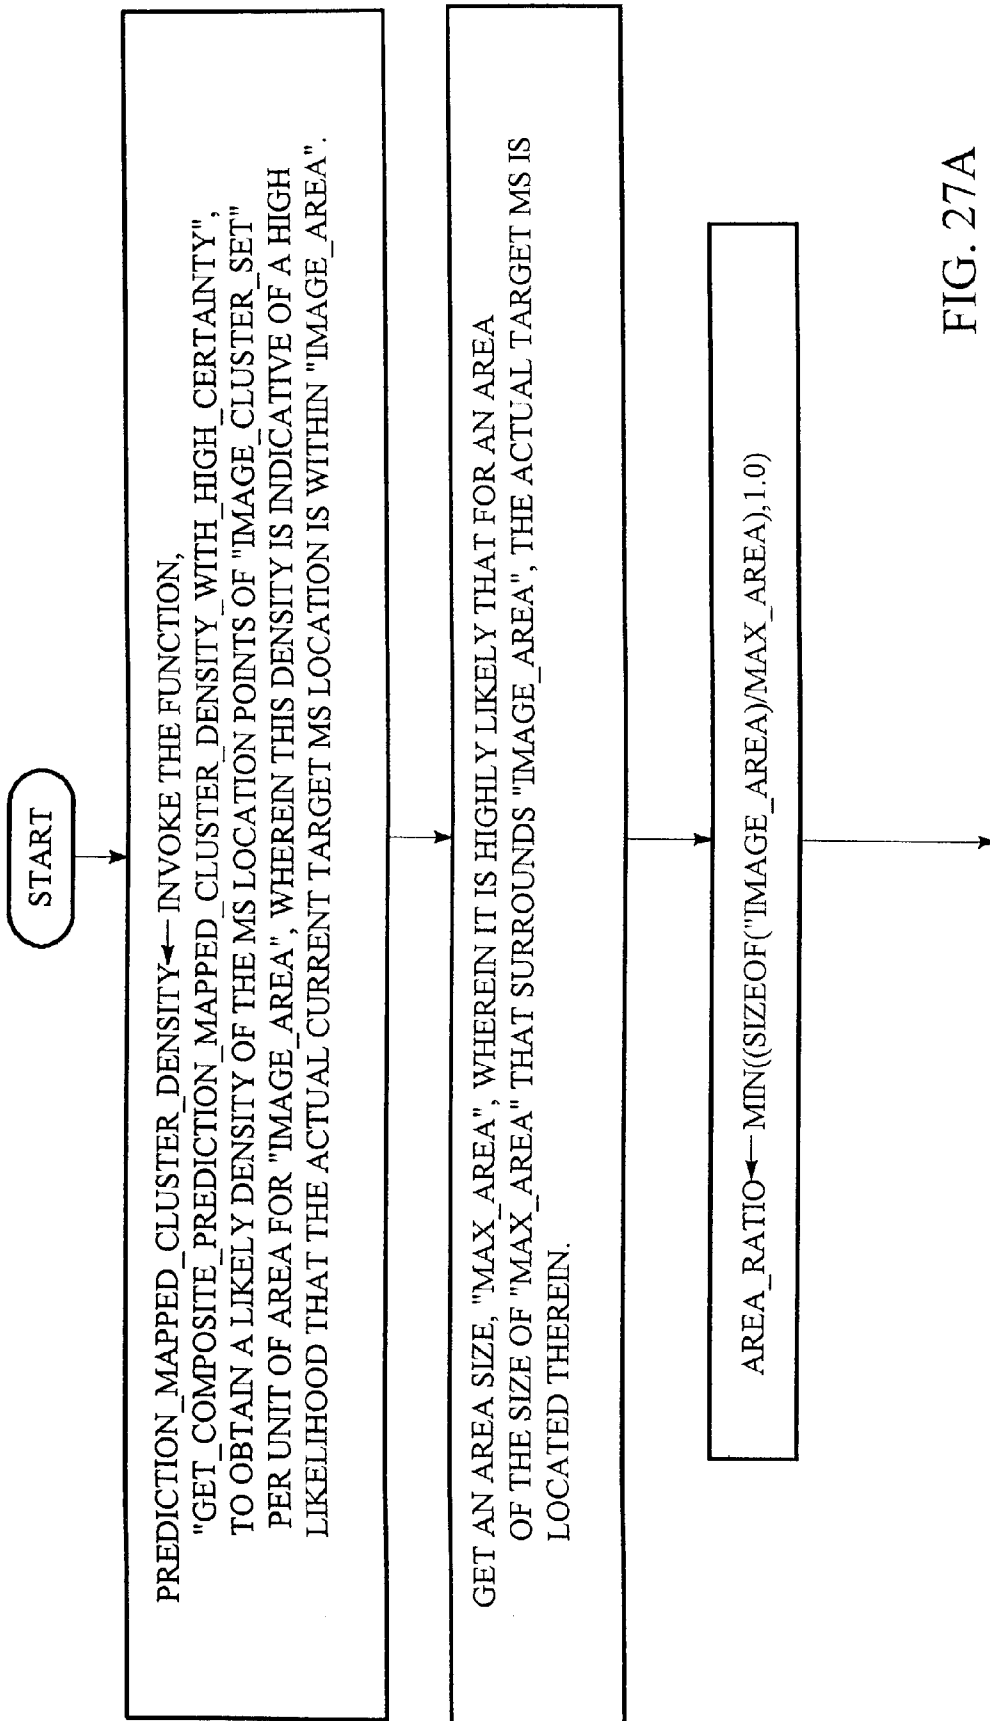 START
PREDICTION_MAPPED_CLUSTER_DENSITY ← INVOKE THE FUNCTION,
"GET_COMPOSITE_PREDICTION_MAPPED_CLUSTER_DENSITY_WITH_HIGH_CERTAINTY",
TO OBTAIN A LIKELY DENSITY OF THE MS LOCATION POINTS OF "IMAGE_CLUSTER_SET"
PER UNIT OF AREA FOR "IMAGE_AREA", WHEREIN THIS DENSITY IS INDICATIVE OF A HIGH
LIKELIHOOD THAT THE ACTUAL CURRENT TARGET MS LOCATION IS WITHIN "IMAGE_AREA".
GET AN AREA SIZE, "MAX_AREA", WHEREIN IT IS HIGHLY LIKELY THAT FOR AN AREA
OF THE SIZE OF "MAX_AREA" THAT SURROUNDS "IMAGE_AREA", THE ACTUAL TARGET MS IS
LOCATED THEREIN.
AREA_RATIO ← MIN((SIZEOF("IMAGE_AREA)/MAX_AREA),1.0)
FIG. 27A